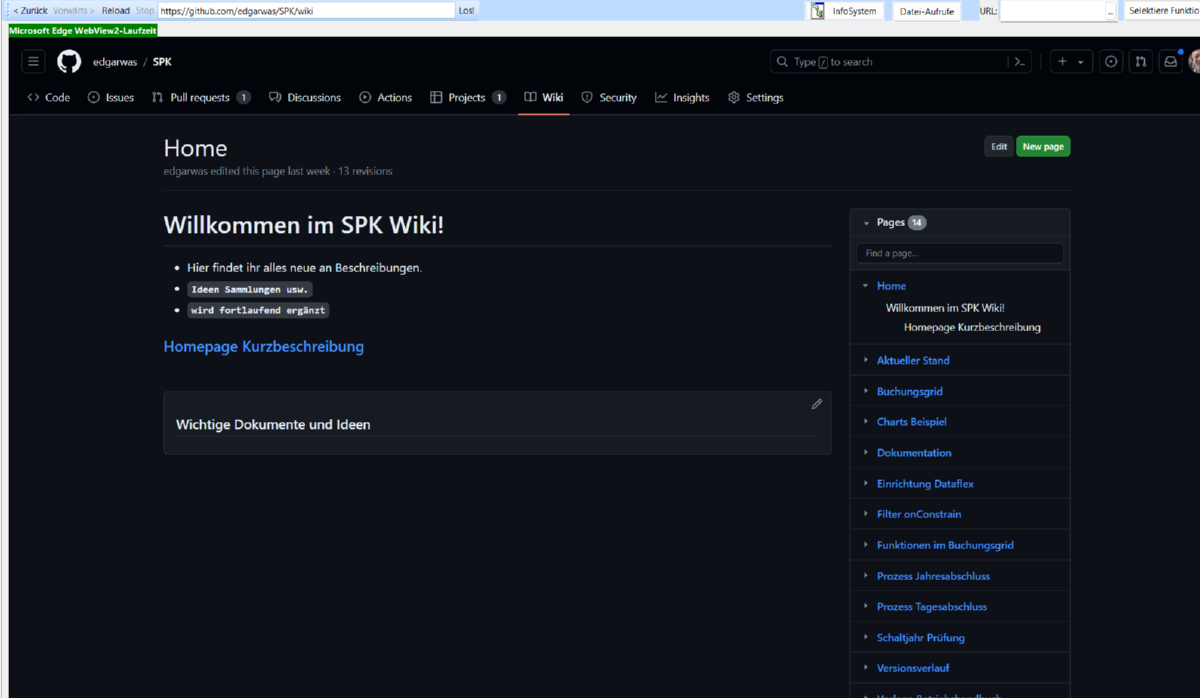 < Zurück Vorwärts > Reload Stop https://github.com/edgarwas/SPK/wiki Los! InfoSystem Datei-Aufrufe URL: ... Selektiere Funktio
Microsoft Edge WebView2-Laufzeit
edgarwas / SPK Type / to search
Code Issues Pull requests 1 Discussions Actions Projects 1 Wiki Security Insights Settings
Home
Edit New page
edgarwas edited this page last week · 13 revisions
Willkommen im SPK Wiki!
Hier findet ihr alles neue an Beschreibungen.
Ideen Sammlungen usw.
wird fortlaufend ergänzt
Homepage Kurzbeschreibung
Wichtige Dokumente und Ideen
Pages 14
Find a page...
Home
Willkommen im SPK Wiki!
Homepage Kurzbeschreibung
Aktueller Stand
Buchungsgrid
Charts Beispiel
Dokumentation
Einrichtung Dataflex
Filter onConstrain
Funktionen im Buchungsgrid
Prozess Jahresabschluss
Prozess Tagesabschluss
Schaltjahr Prüfung
Versionsverlauf